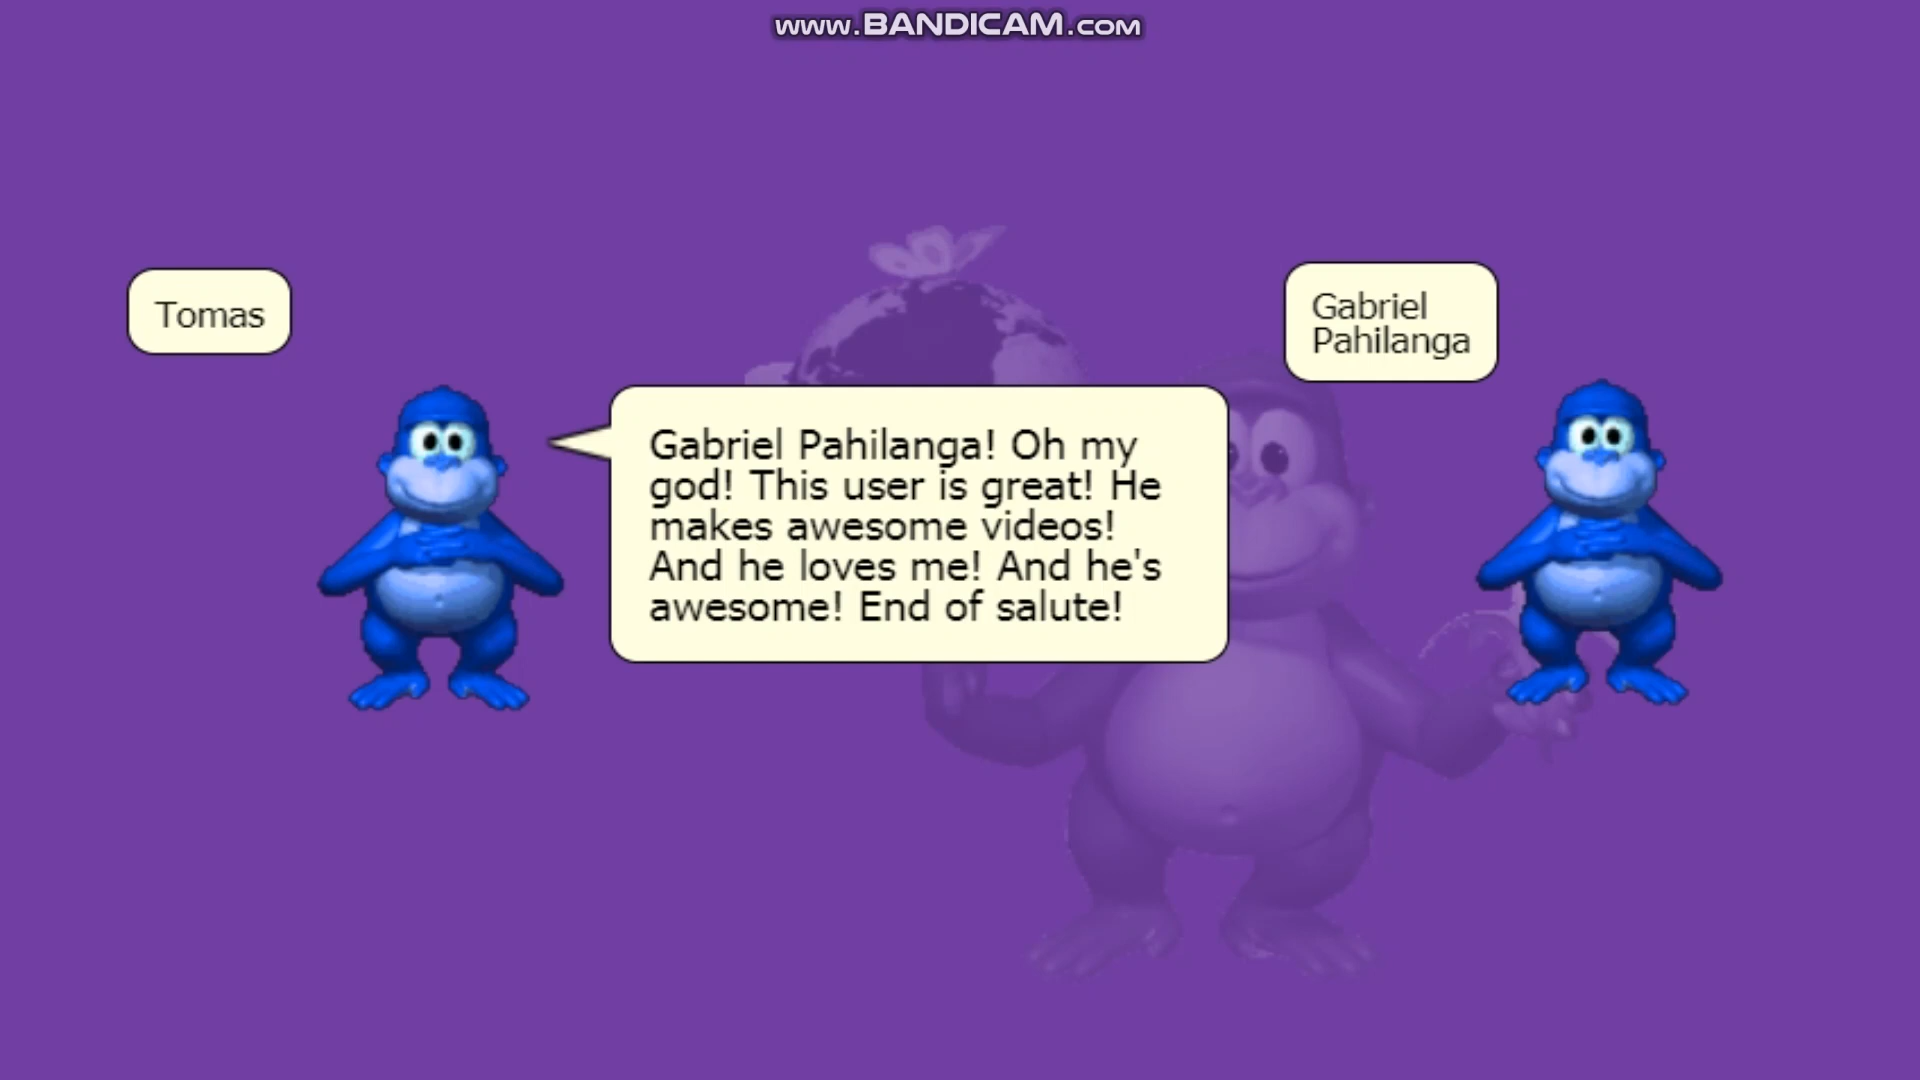 www.BANDICAM.com
Tomas
Gabriel
Pahilanga
Gabriel Pahilanga! Oh my
god! This user is great! He
makes awesome videos!
And he loves me! And he's
awesome! End of salute!